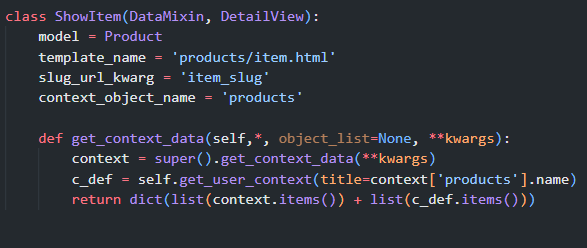 class ShowItem(DataMixin, DetailView):
    model = Product
    template_name = 'products/item.html'
    slug_url_kwarg = 'item_slug'
    context_object_name = 'products'

    def get_context_data(self,*, object_list=None, **kwargs):
        context = super().get_context_data(**kwargs)
        c_def = self.get_user_context(title=context['products'].name)
        return dict(list(context.items()) + list(c_def.items()))